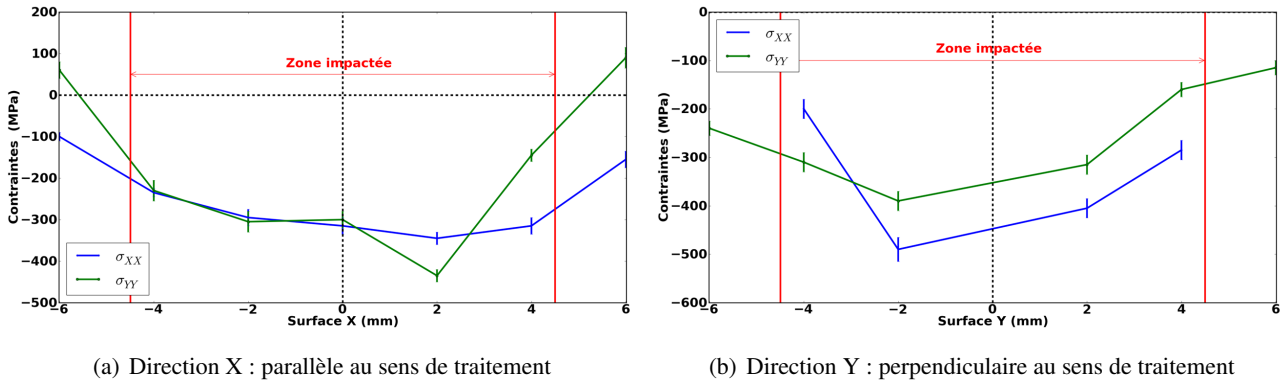 200
100
0
−100
−200
−300
−400
−500
Contraintes (MPa)
Zone impactée
σXX
σYY
−6
−4
−2
0
2
4
6
Surface X (mm)
(a) Direction X : parallèle au sens de traitement
0
−100
−200
−300
−400
−500
−600
Contraintes (MPa)
σXX
σYY
Zone impactée
−6
−4
−2
0
2
4
6
Surface Y (mm)
(b) Direction Y : perpendiculaire au sens de traitement